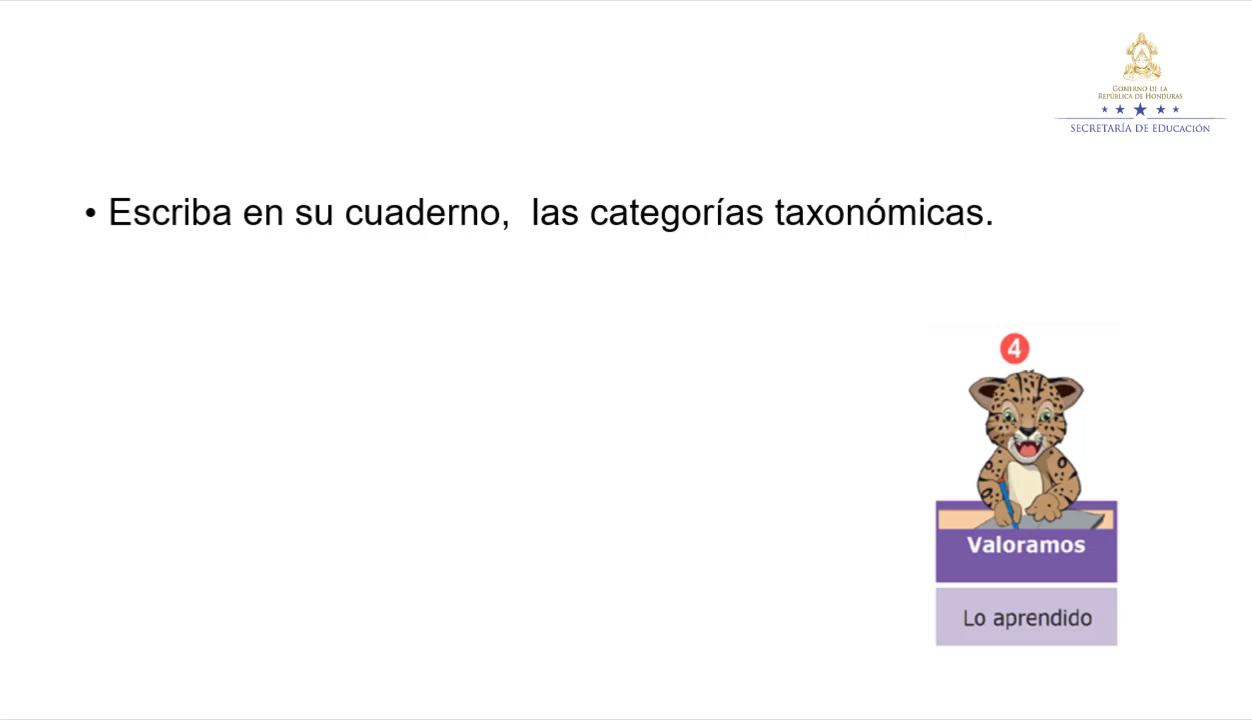 GOBIERNO DE LA
REPÚBLICA DE HONDURAS
SECRETARÍA DE EDUCACIÓN
• Escriba en su cuaderno,  las categorías taxonómicas.
4
Valoramos
Lo aprendido